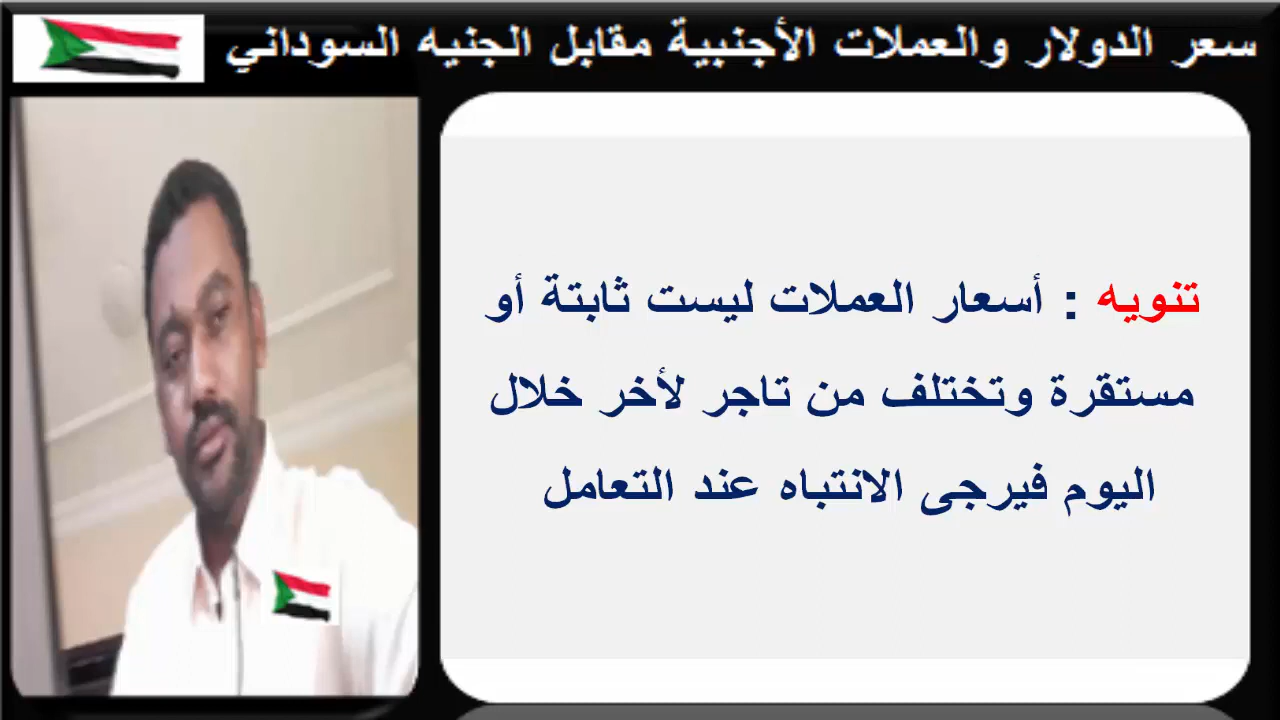 سعر الدولار والعملات الأجنبية مقابل الجنيه السوداني
تنويه : أسعار العملات ليست ثابتة أو
مستقرة وتختلف من تاجر لأخر خلال
اليوم فيرجى الانتباه عند التعامل